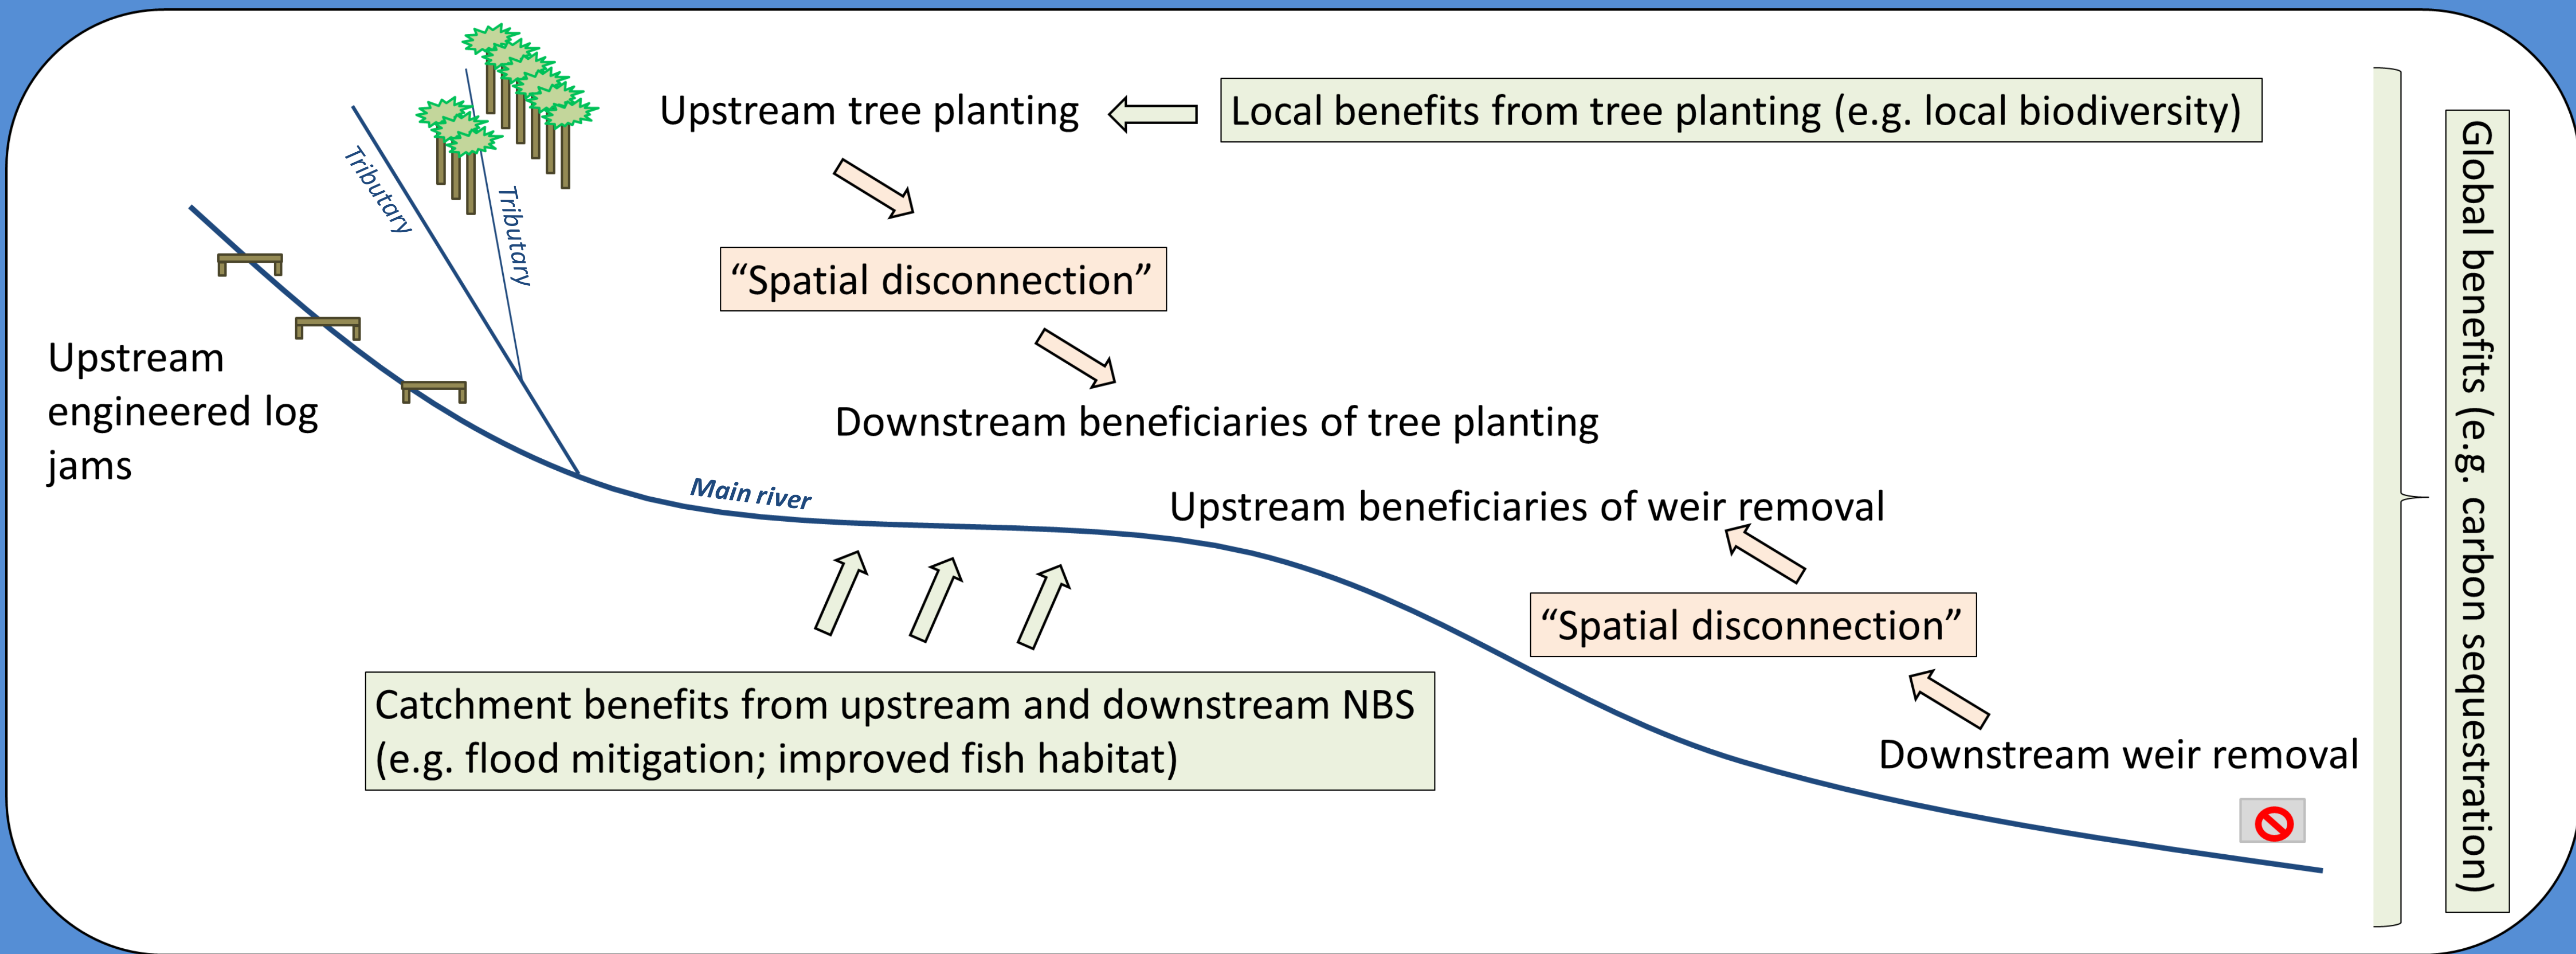 Upstream tree planting
Local benefits from tree planting (e.g. local biodiversity)
Tributary
Tributary
“Spatial disconnection”
Upstream
engineered log
jams
Downstream beneficiaries of tree planting
Main river
Upstream beneficiaries of weir removal
“Spatial disconnection”
Catchment benefits from upstream and downstream NBS
(e.g. flood mitigation; improved fish habitat)
Downstream weir removal
Global benefits (e.g. carbon sequestration)